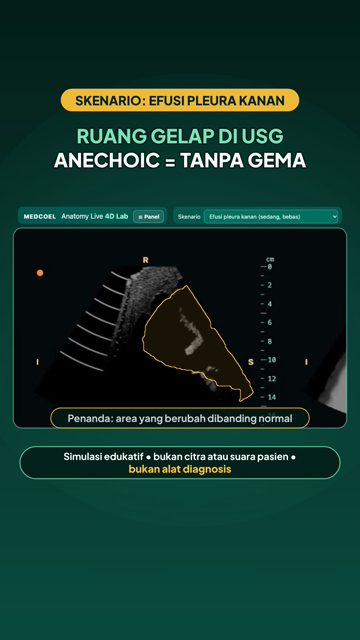 SKENARIO: EFUSI PLEURA KANAN
RUANG GELAP DI USG
ANECHOIC = TANPA GEMA
MEDCOEL Anatomy Live 4D Lab Panel Skenario Efusi pleura kanan (sedang, bebas)
R cm
0
2
4
6
8
I S 10 I
12
14
Penanda: area yang berubah dibanding normal
Simulasi edukatif • bukan citra atau suara pasien •
bukan alat diagnosis